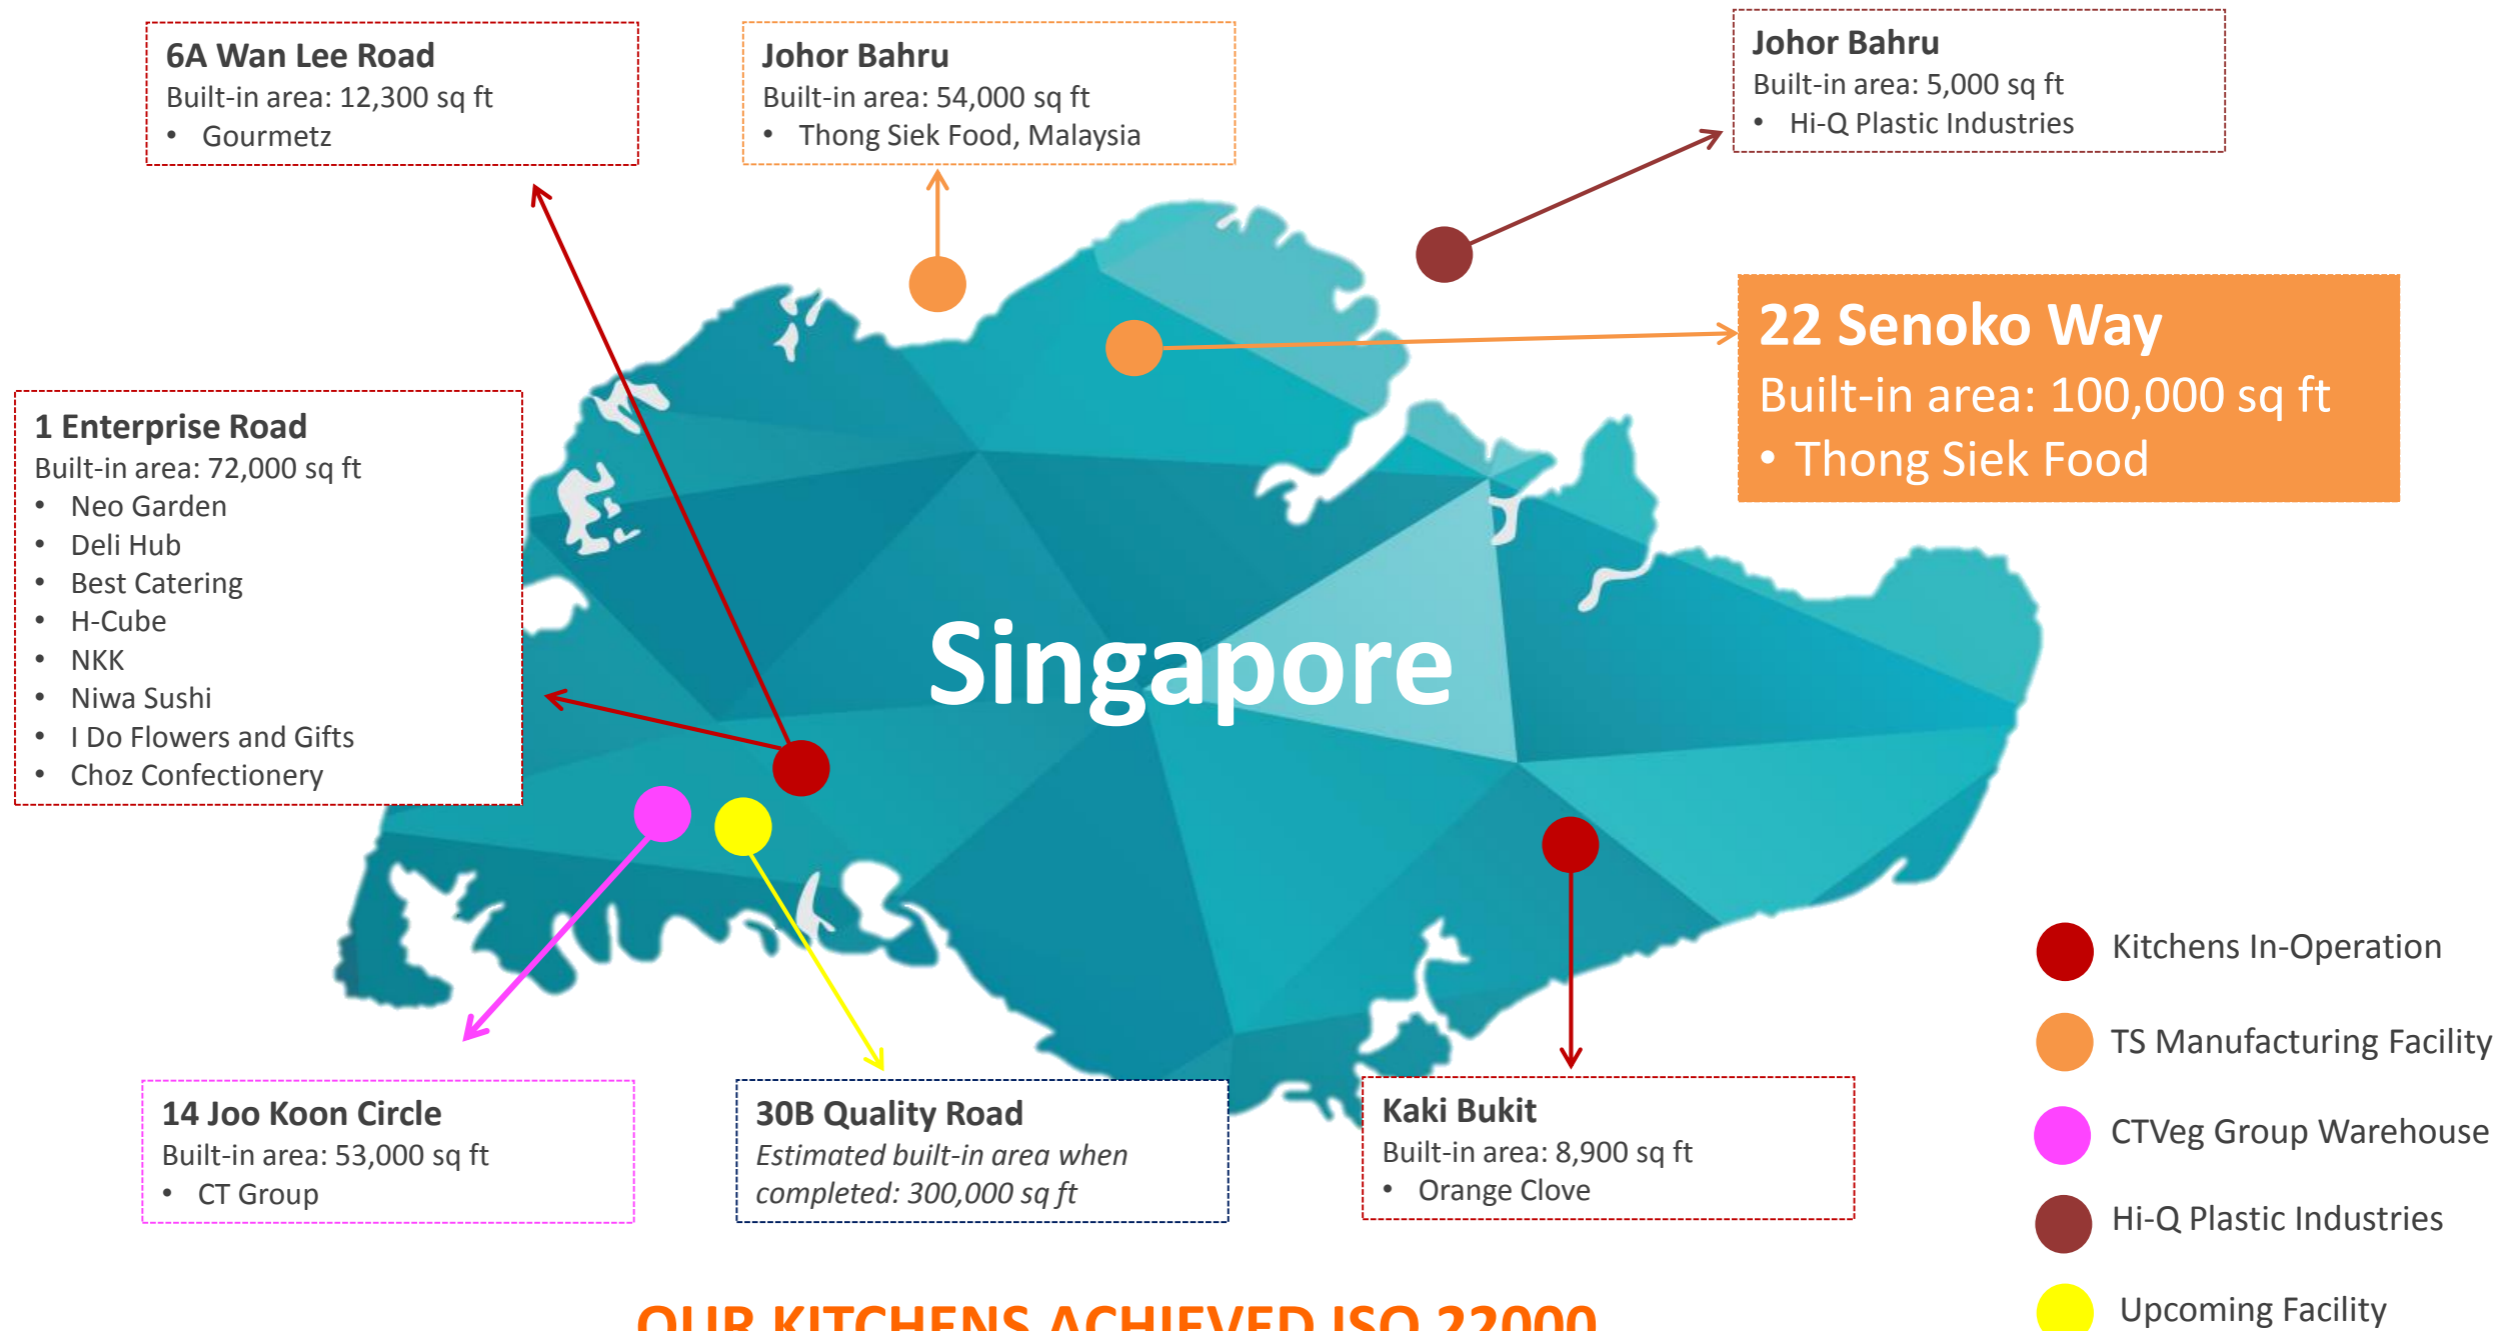 6A Wan Lee Road
Built-in area: 12,300 sq ft
• Gourmetz
Johor Bahru
Built-in area: 54,000 sq ft
• Thong Siek Food, Malaysia
Johor Bahru
Built-in area: 5,000 sq ft
• Hi-Q Plastic Industries
22 Senoko Way
Built-in area: 100,000 sq ft
• Thong Siek Food
1 Enterprise Road
Built-in area: 72,000 sq ft
• Neo Garden
• Deli Hub
• Best Catering
• H-Cube
• NKK
• Niwa Sushi
• I Do Flowers and Gifts
• Choz Confectionery
Singapore
14 Joo Koon Circle
Built-in area: 53,000 sq ft
• CT Group
30B Quality Road
Estimated built-in area when
completed: 300,000 sq ft
Kaki Bukit
Built-in area: 8,900 sq ft
• Orange Clove
Kitchens In-Operation
TS Manufacturing Facility
CTVeg Group Warehouse
Hi-Q Plastic Industries
Upcoming Facility
OUR KITCHENS ACHIEVED ISO 22000